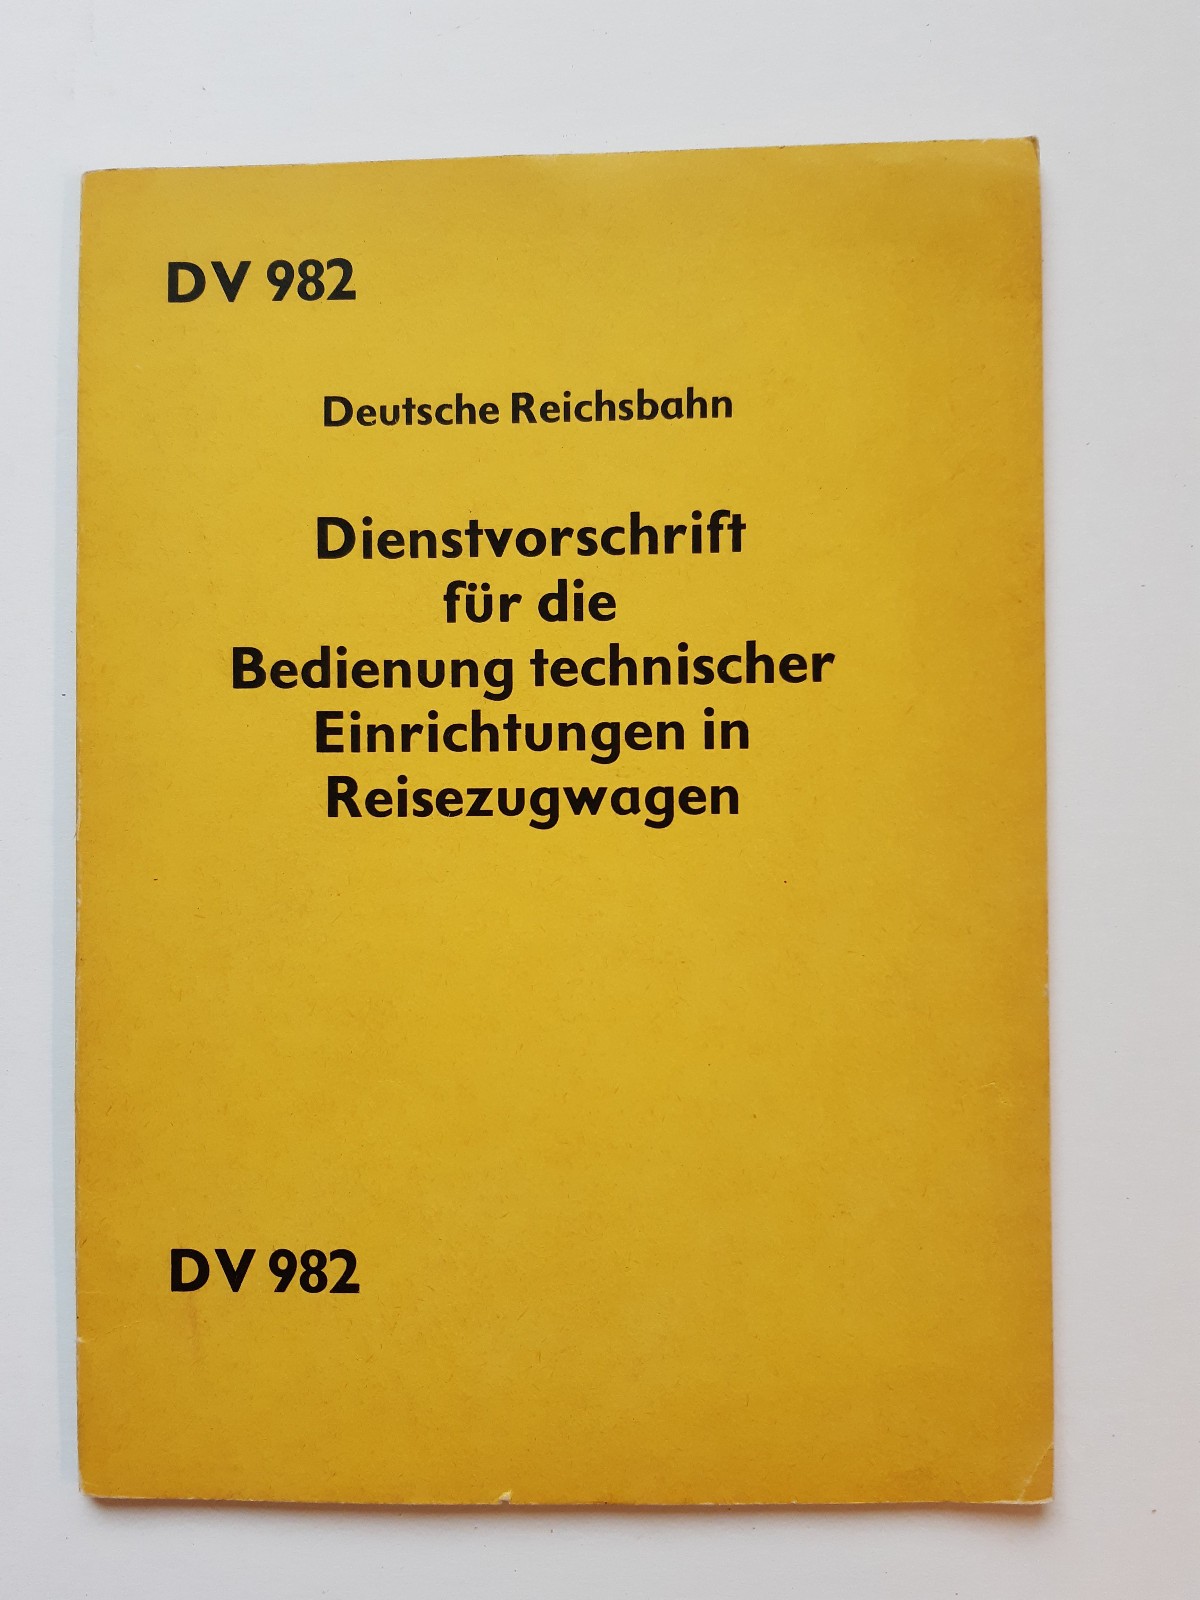 DV 982
Deutsche Reichsbahn
Dienstvorschrift
für die
Bedienung technischer
Einrichtungen in
Reisezugwagen
DV 982